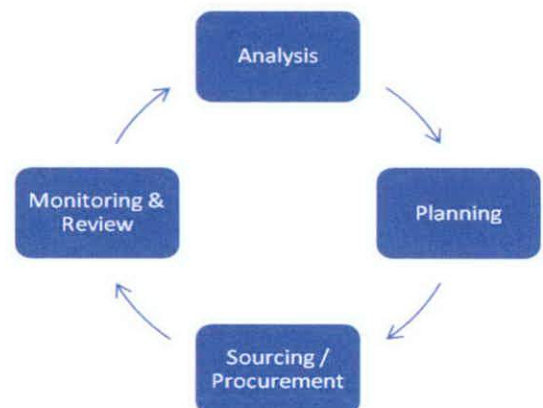 Analysis
Planning
Sourcing /
Procurement
Monitoring &
Review